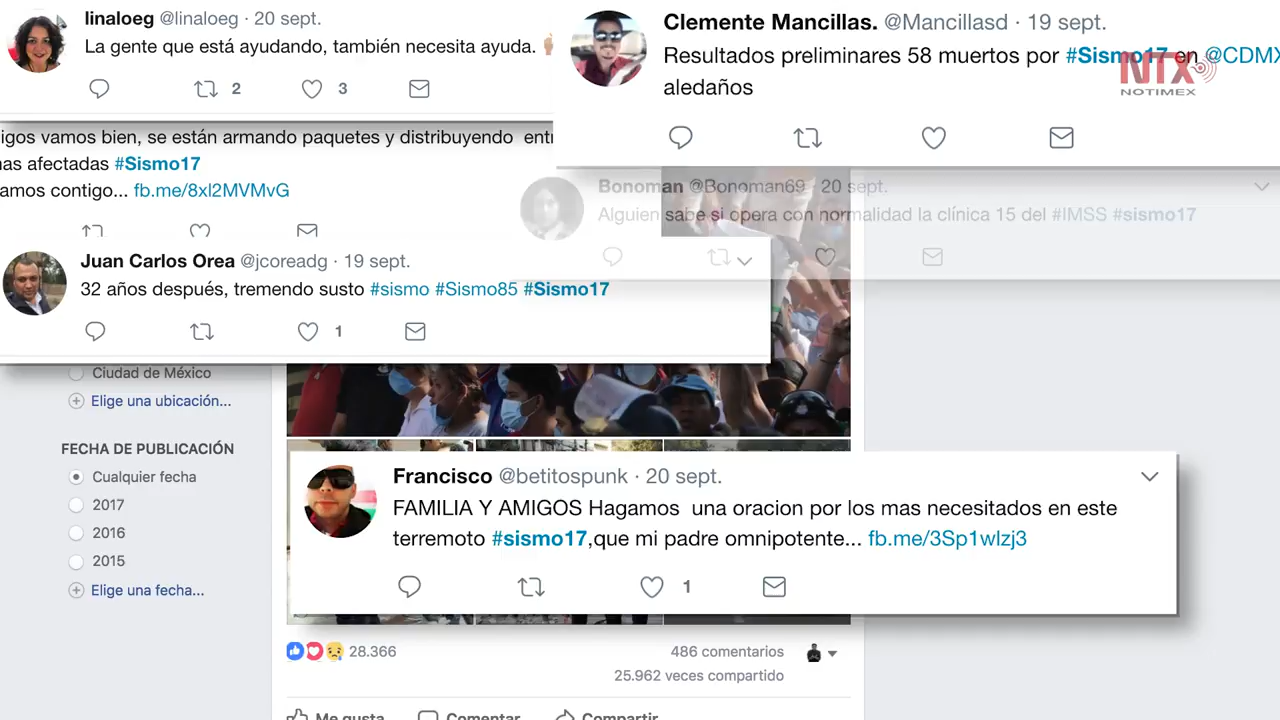 linaloeg @linaloeg · 20 sept.
La gente que está ayudando, también necesita ayuda.
2 3
Clemente Mancillas. @Mancillasd · 19 sept.
Resultados preliminares 58 muertos por #Sismo17 en @CDMX
aledaños
NTX
NOTIMEX
igos vamos bien, se están armando paquetes y distribuyendo
as afectadas #Sismo17
amos contigo... fb.me/8xl2MVMvG
Bonoman @Bonoman69 · 20 sept.
Alguien sabe si opera con normalidad la clínica 15 del #IMSS #sismo17
Juan Carlos Orea @jcoreadg · 19 sept.
32 años después, tremendo susto #sismo #Sismo85 #Sismo17
1
Ciudad de México
Elige una ubicación...
FECHA DE PUBLICACIÓN
Cualquier fecha
2017
2016
2015
Elige una fecha...
Francisco @betitospunk · 20 sept.
FAMILIA Y AMIGOS Hagamos una oracion por los mas necesitados en este
terremoto #sismo17,que mi padre omnipotente... fb.me/3Sp1wlzj3
1
28.366
486 comentarios
25.962 veces compartido
Me gusta Comentar Compartir